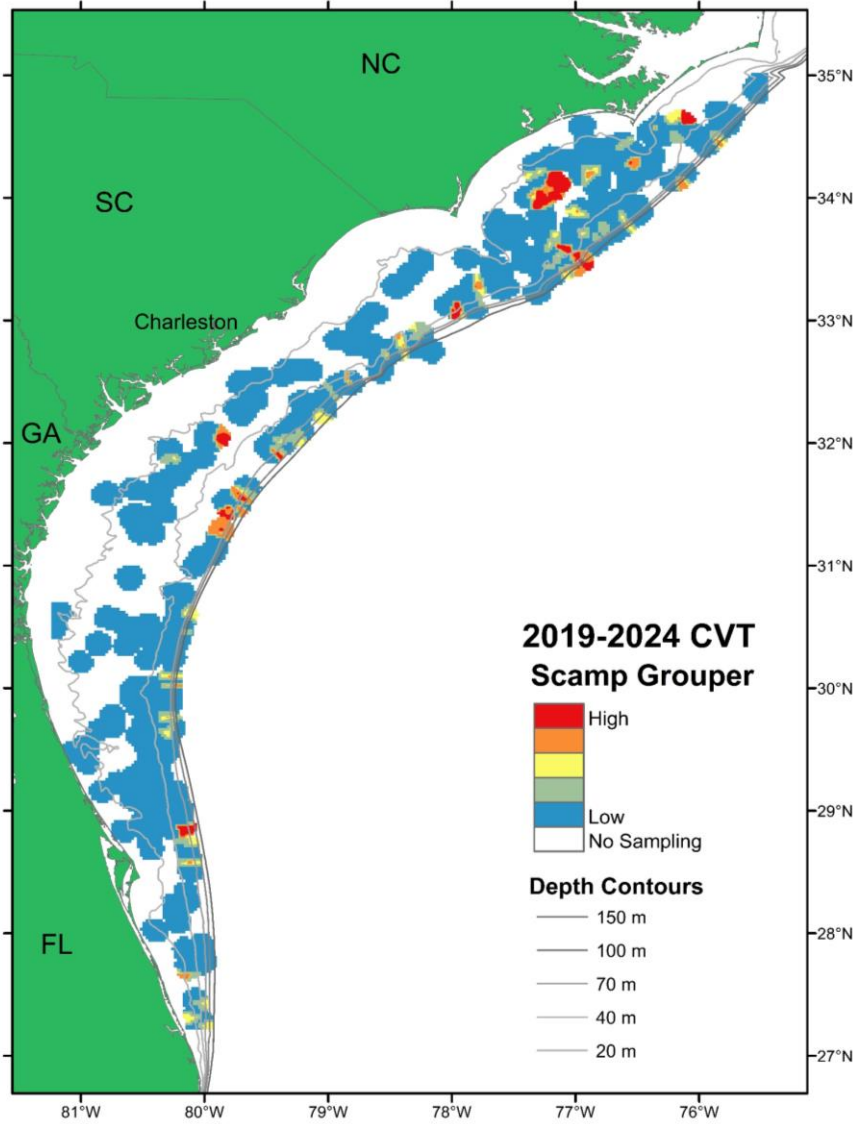 NC
35°N
SC
34°N
Charleston
33°N
GA
32°N
31°N
2019-2024 CVT
Scamp Grouper
30°N
High
29°N
Low
No Sampling
Depth Contours
150 m
FL
28°N
100 m
70 m
40 m
20 m
27°N
81°W 80°W 79°W 78°W 77°W 76°W